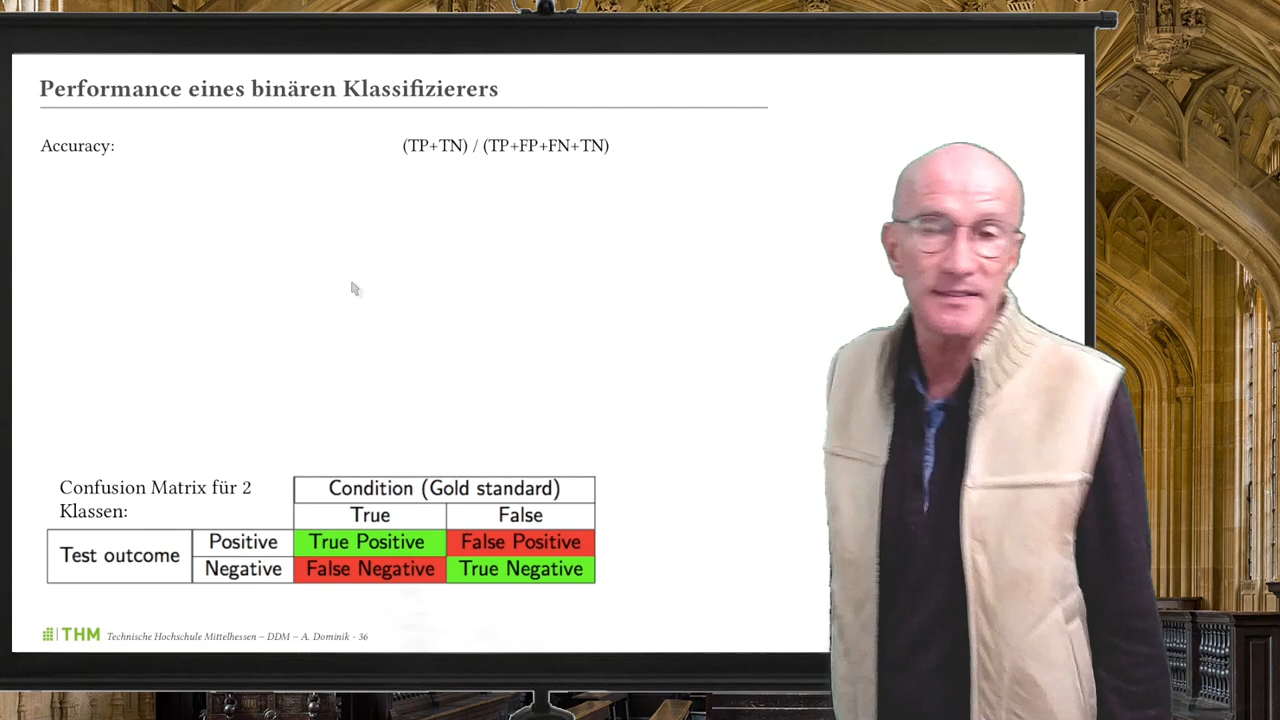 Performance eines binären Klassifizierers
Accuracy: (TP+TN) / (TP+FP+FN+TN)
Confusion Matrix für 2
Klassen:
Condition (Gold standard)
True False
Test outcome
Positive True Positive False Positive
Negative False Negative True Negative
THM Technische Hochschule Mittelhessen – DDM – A. Dominik - 36